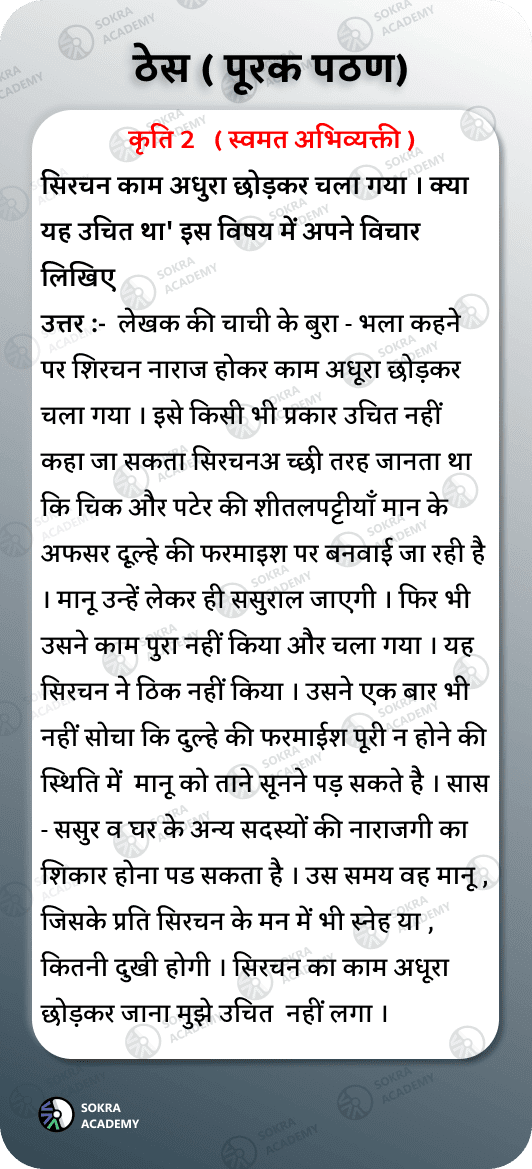 ठेस ( पूरक पठण)
कृति 2 ( स्वमत अभिव्यक्ती )
सिरचन काम अधुरा छोड़कर चला गया । क्या
यह उचित था' इस विषय में अपने विचार
लिखिए
उत्तर :- लेखक की चाची के बुरा - भला कहने
पर शिरचन नाराज होकर काम अधूरा छोड़कर
चला गया । इसे किसी भी प्रकार उचित नहीं
कहा जा सकता सिरचनअ च्छी तरह जानता था
कि चिक और पटेर की शीतलपट्टीयाँ मान के
अफसर दूल्हे की फरमाइश पर बनवाई जा रही है
। मानू उन्हें लेकर ही ससुराल जाएगी । फिर भी
उसने काम पुरा नहीं किया और चला गया । यह
सिरचन ने ठिक नहीं किया । उसने एक बार भी
नहीं सोचा कि दुल्हे की फरमाईश पूरी न होने की
स्थिति में मानू को ताने सूनने पड़ सकते है । सास
- ससुर व घर के अन्य सदस्यों की नाराजगी का
शिकार होना पड सकता है । उस समय वह मानू ,
जिसके प्रति सिरचन के मन में भी स्नेह या ,
कितनी दुखी होगी । सिरचन का काम अधूरा
छोड़कर जाना मुझे उचित नहीं लगा ।
SOKRA
ACADEMY